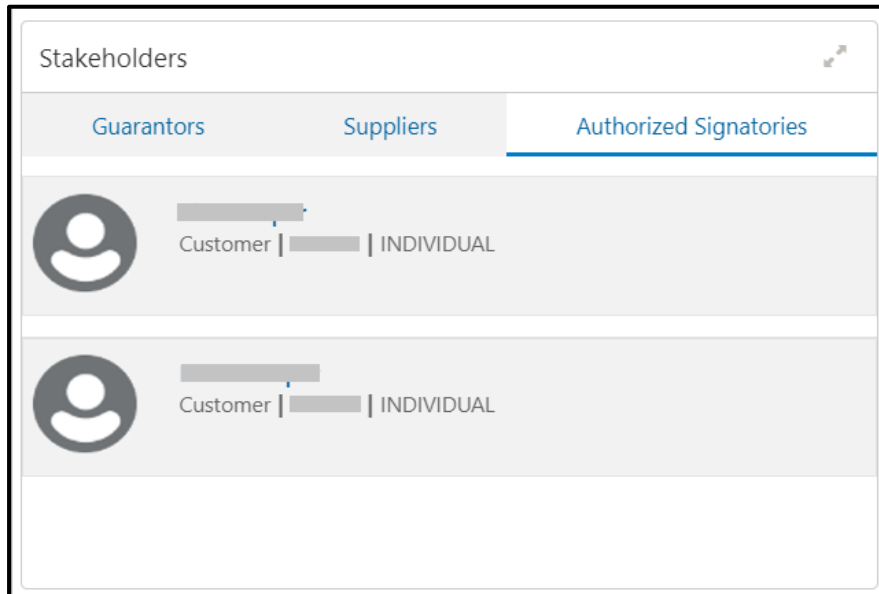 Stakeholders
Guarantors Suppliers Authorized Signatories
Customer | | INDIVIDUAL
Customer | | INDIVIDUAL